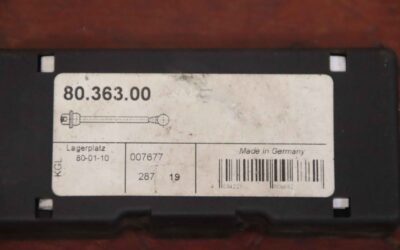 80.363.00
KGL
Lagerplatz
80-01-10
007677
287 19
Made in Germany